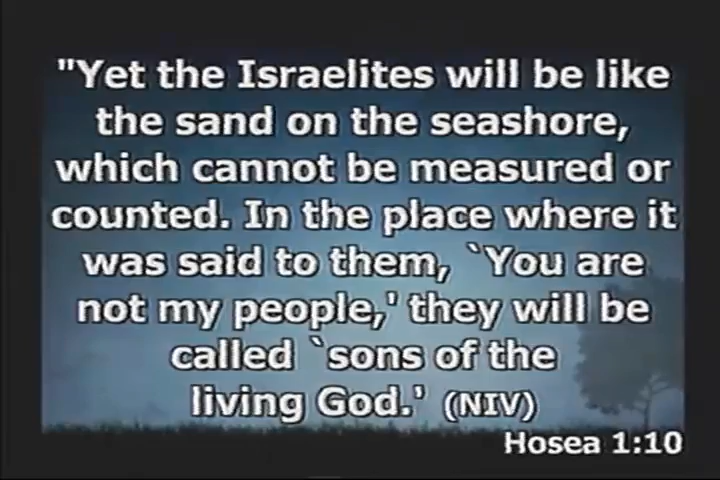 "Yet the Israelites will be like
the sand on the seashore,
which cannot be measured or
counted. In the place where it
was said to them, `You are
not my people,' they will be
called `sons of the
living God.' (NIV)
Hosea 1:10